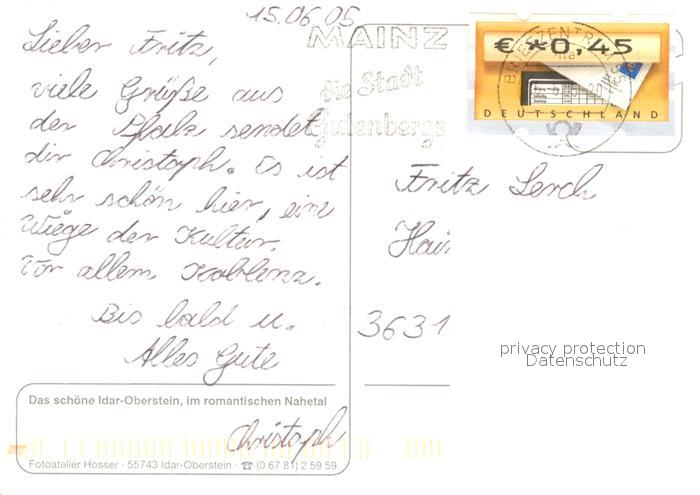 15.06.05
Lieber Fritz,
viele Grüße aus
der Pfalz sendet
dir Christoph. Es ist
sehr schön hier, eine
Wiege der Kultur.
Vor allem Koblenz.
Bis bald u.
Alles Gute
Christoph
MAINZ
die Stadt
Gutenbergs
€ *0,45
DEUTSCHLAND
BRIEFZENTRUM
Fritz Lerch
Hai
3631
privacy protection
Datenschutz
Das schöne Idar-Oberstein, im romantischen Nahetal
Fotoatelier Hosser · 55743 Idar-Oberstein · ☎ (0 67 81) 2 59 59